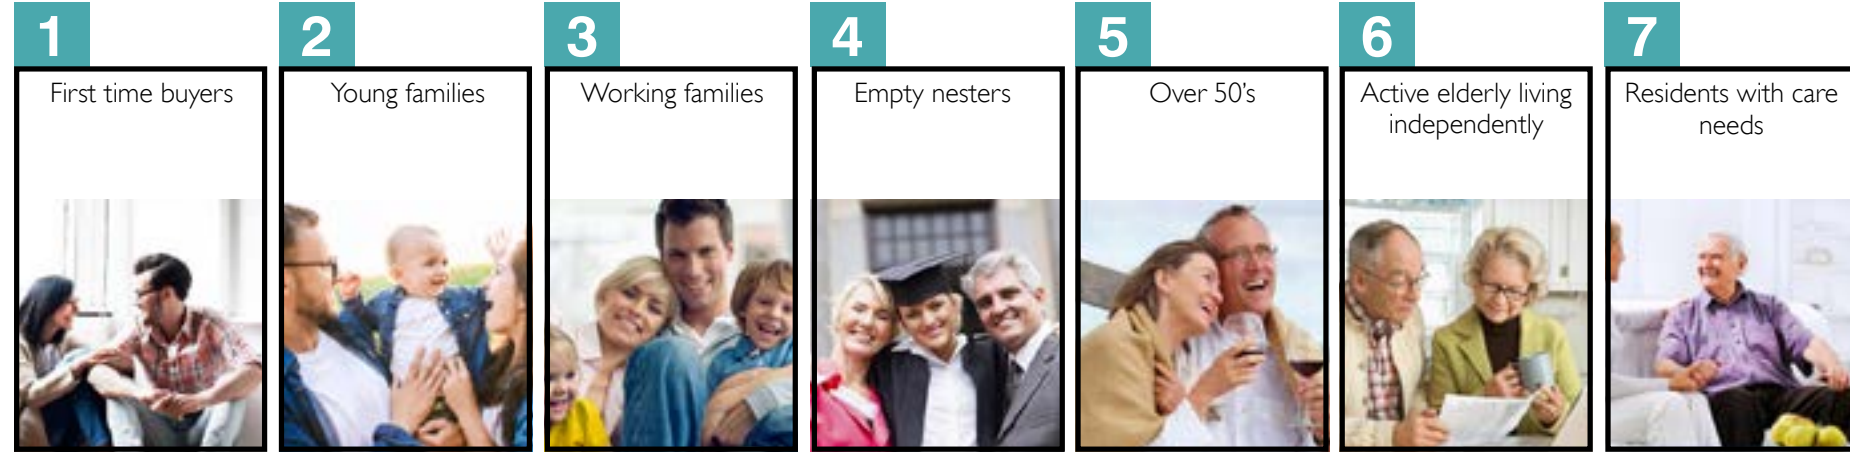 1
First time buyers
2
Young families
3
Working families
4
Empty nesters
5
Over 50's
6
Active elderly living
independently
7
Residents with care
needs